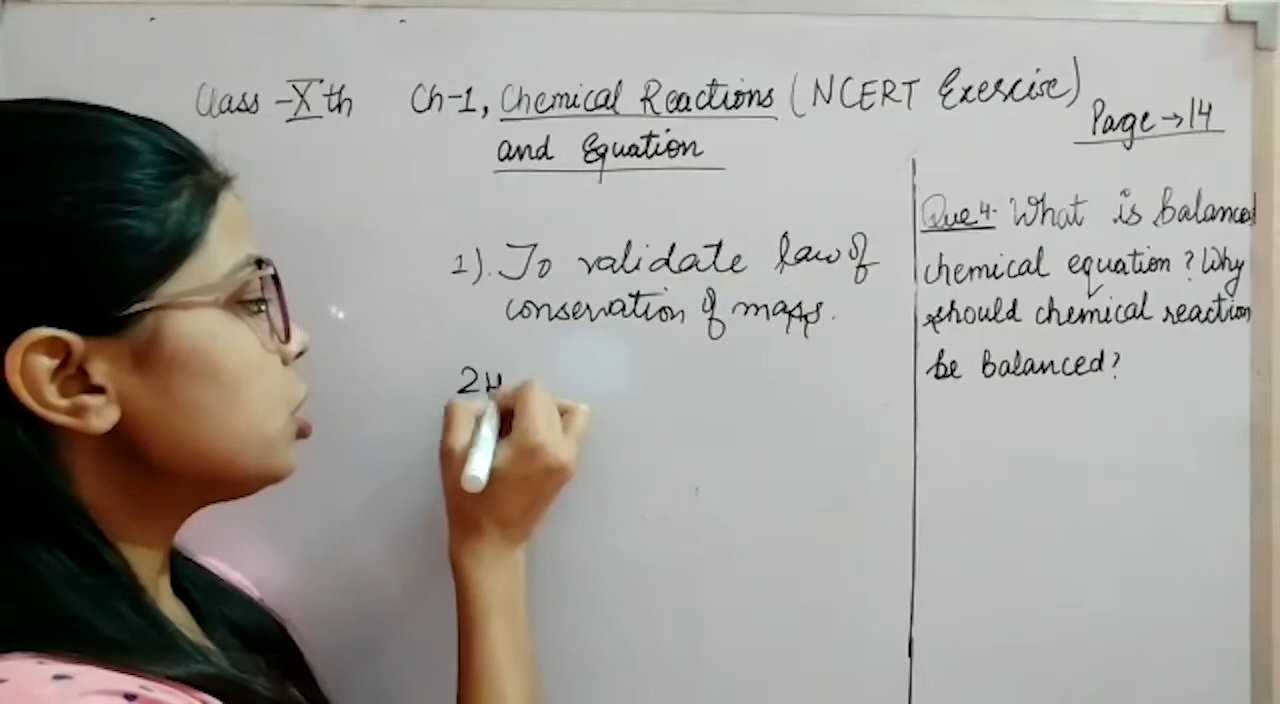 Class - Xth Ch-1, Chemical Reactions (NCERT Exercise)
and Equation
Page → 14
1). To validate law of
conservation of mass.
2H
Que 4. What is balanced
chemical equation? Why
should chemical reaction
be balanced?